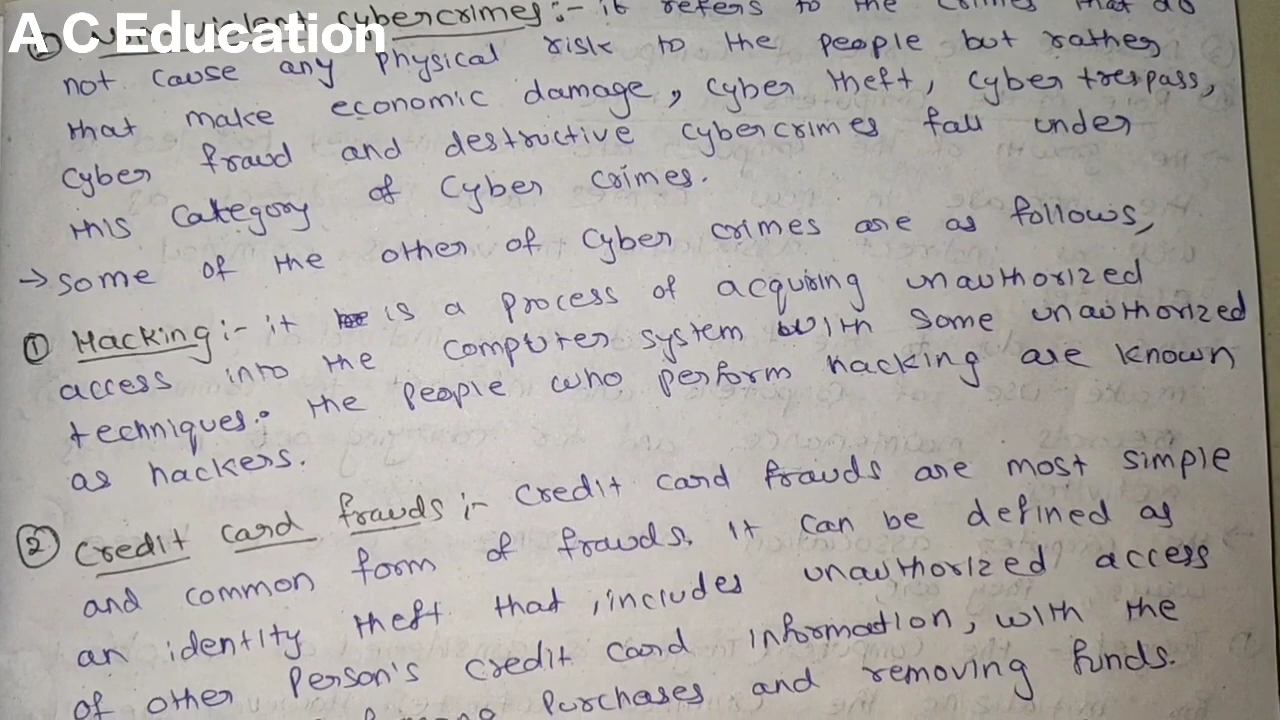 A C Education
violent cybercrimes:- it refers to the crimes that do
not cause any physical risk to the people but rather
that make economic damage, cyber theft, cyber trespass,
cyber fraud and destructive cybercrimes fall under
this category of cyber crimes.
→ some of the other of cyber crimes are as follows,
① Hacking:- it is a process of acquiring unauthorized
access into the computer system with some unauthorized
techniques. the people who perform hacking are known
as hackers.
② Credit card frauds:- credit card frauds are most simple
and common form of frauds. it can be defined as
an identity theft that, includes unauthorized access
of other person's credit card information, with the
purchases and removing funds.